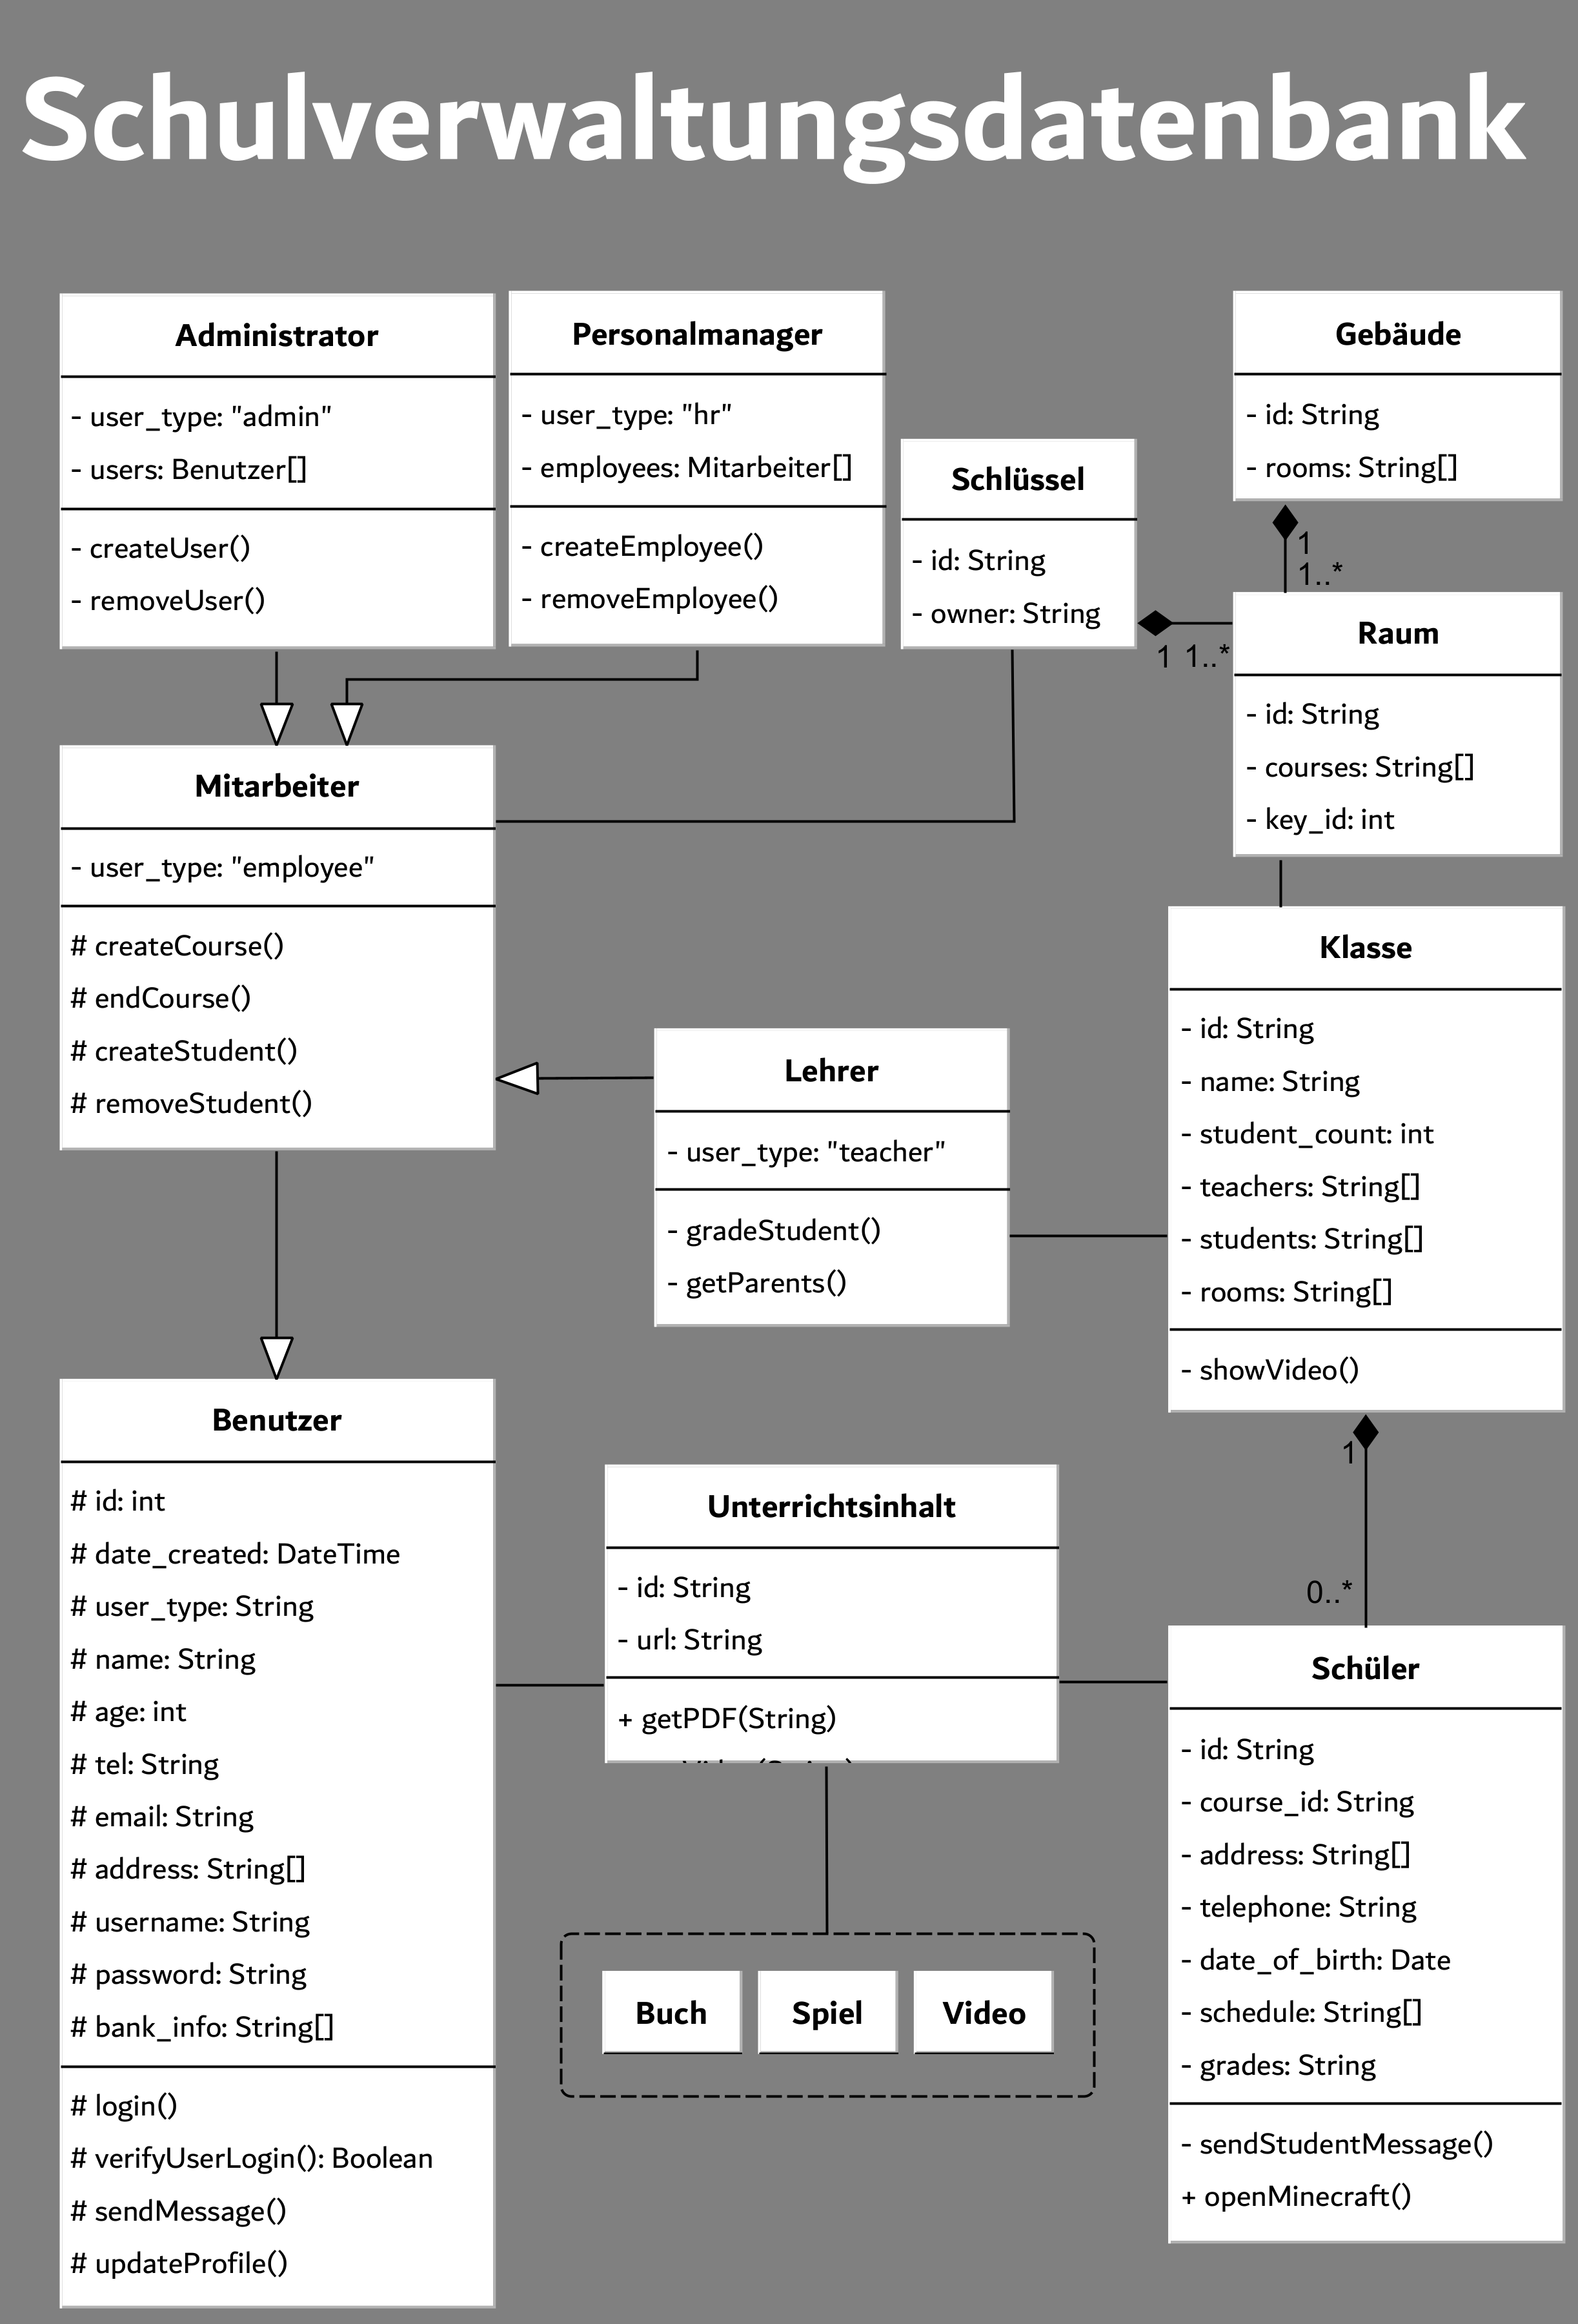 Schulverwaltungsdatenbank
Administrator
- user_type: "admin"
- users: Benutzer[]
- createUser()
- removeUser()
Personalmanager
- user_type: "hr"
- employees: Mitarbeiter[]
- createEmployee()
- removeEmployee()
Schlüssel
- id: String
- owner: String
Gebäude
- id: String
- rooms: String[]
1
1..*
1 1..*
Raum
- id: String
- courses: String[]
- key_id: int
Mitarbeiter
- user_type: "employee"
# createCourse()
# endCourse()
# createStudent()
# removeStudent()
Lehrer
- user_type: "teacher"
- gradeStudent()
- getParents()
Klasse
- id: String
- name: String
- student_count: int
- teachers: String[]
- students: String[]
- rooms: String[]
- showVideo()
1
0..*
Benutzer
# id: int
# date_created: DateTime
# user_type: String
# name: String
# age: int
# tel: String
# email: String
# address: String[]
# username: String
# password: String
# bank_info: String[]
# login()
# verifyUserLogin(): Boolean
# sendMessage()
# updateProfile()
Unterrichtsinhalt
- id: String
- url: String
+ getPDF(String)
Buch
Spiel
Video
Schüler
- id: String
- course_id: String
- address: String[]
- telephone: String
- date_of_birth: Date
- schedule: String[]
- grades: String
- sendStudentMessage()
+ openMinecraft()